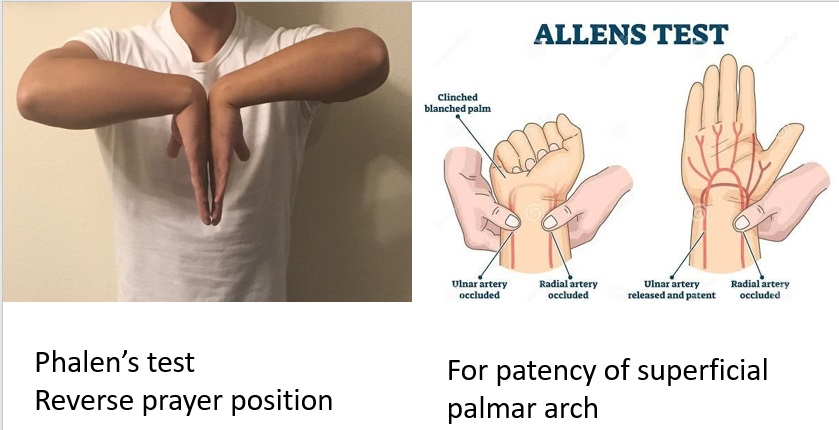 ALLENS TEST
Clinched
blanched palm
Ulnar artery
occluded
Radial artery
occluded
Ulnar artery
released and patent
Radial artery
occluded
Phalen’s test
Reverse prayer position
For patency of superficial
palmar arch